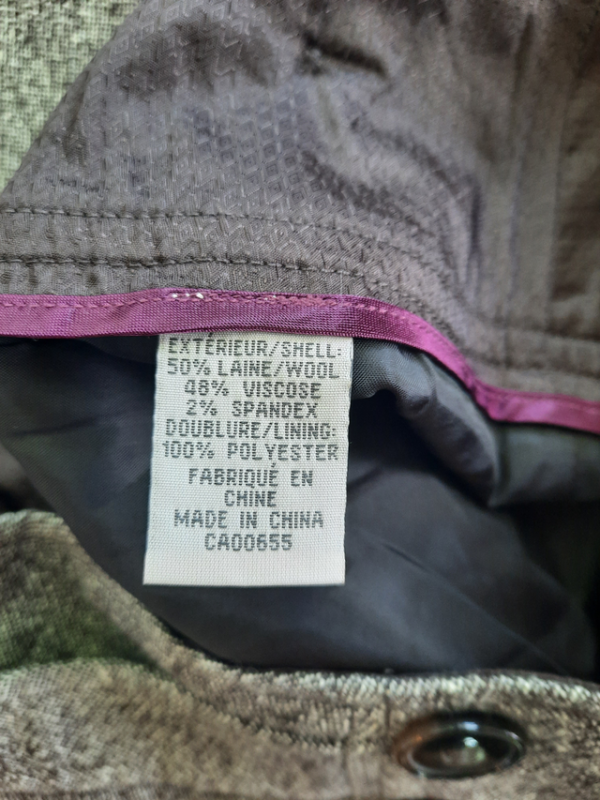 EXTÉRIEUR/SHELL:
50% LAINE/WOOL
48% VISCOSE
2% SPANDEX
DOUBLURE/LINING:
100% POLYESTER
FABRIQUÉ EN
CHINE
MADE IN CHINA
CA00655